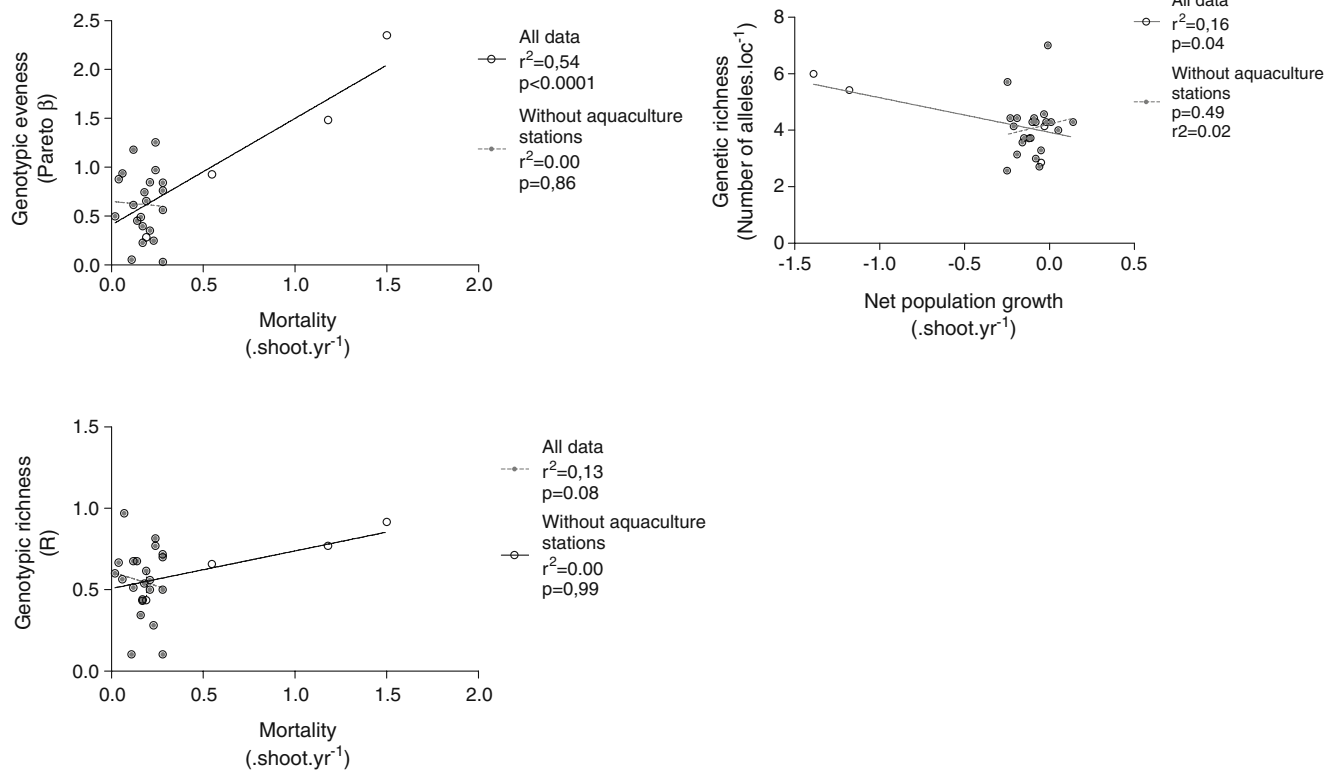 2.5
2.0
1.5
1.0
0.5
0.0
0.0
0.5
1.0
1.5
2.0
Genotypic eveness
(Pareto β)
Mortality
(.shoot.yr⁻¹)
All data
r²=0,54
p<0.0001
Without aquaculture
stations
r²=0.00
p=0,86
8
6
4
2
0
-1.5
-1.0
-0.5
0.0
0.5
Genetic richness
(Number of alleles.loc⁻¹)
Net population growth
(.shoot.yr⁻¹)
All data
r²=0,16
p=0.04
Without aquaculture
stations
p=0.49
r2=0.02
1.5
1.0
0.5
0.0
0.0
0.5
1.0
1.5
2.0
Genotypic richness
(R)
Mortality
(.shoot.yr⁻¹)
All data
r²=0,13
p=0.08
Without aquaculture
stations
r²=0.00
p=0,99